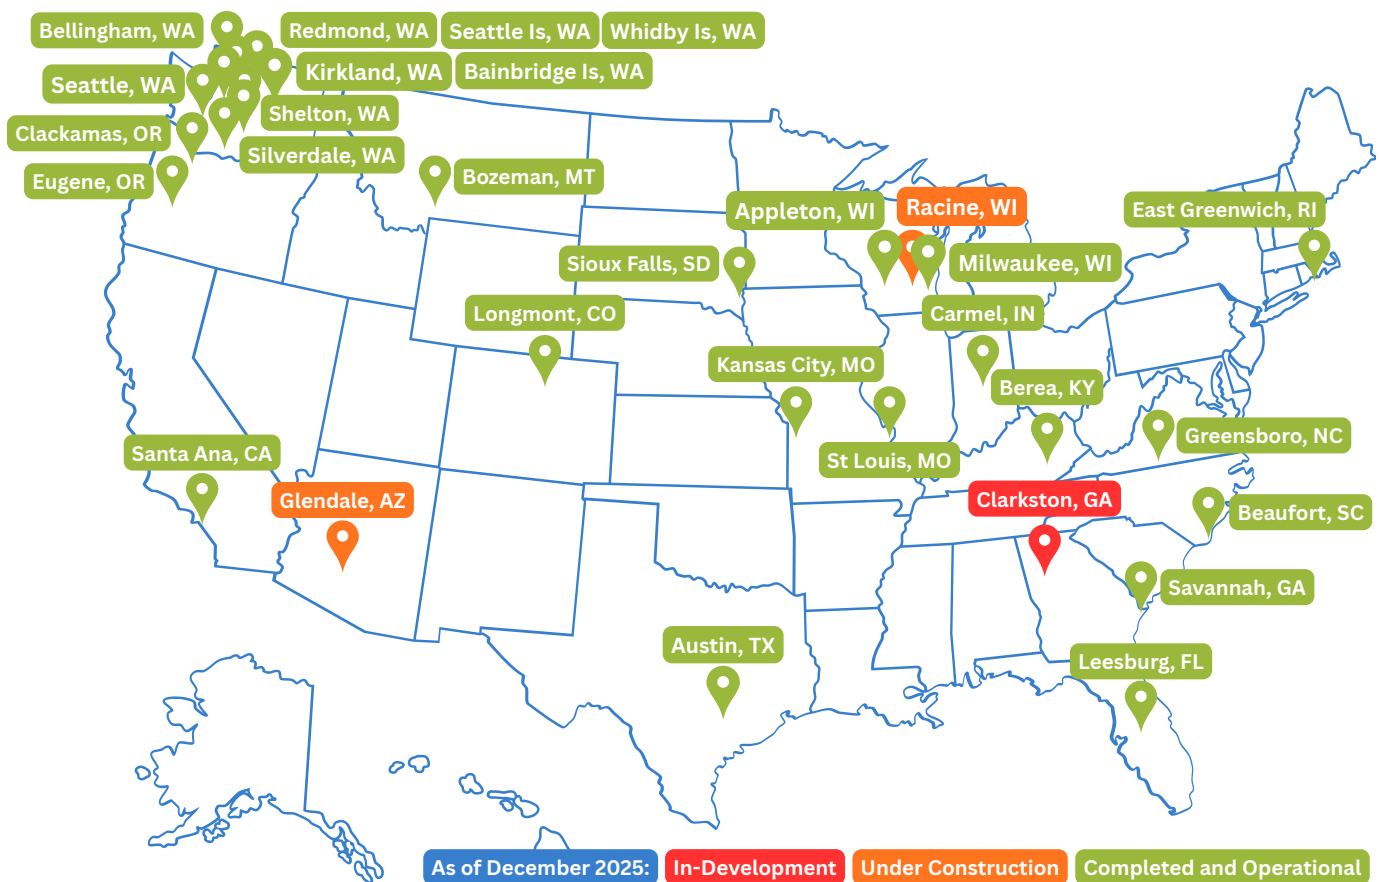 Bellingham, WA
Redmond, WA
Seattle Is, WA
Whidby Is, WA
Seattle, WA
Kirkland, WA
Bainbridge Is, WA
Shelton, WA
Clackamas, OR
Silverdale, WA
Eugene, OR
Bozeman, MT
Appleton, WI
Racine, WI
East Greenwich, RI
Sioux Falls, SD
Milwaukee, WI
Longmont, CO
Carmel, IN
Kansas City, MO
Berea, KY
Santa Ana, CA
St Louis, MO
Greensboro, NC
Glendale, AZ
Clarkston, GA
Beaufort, SC
Savannah, GA
Austin, TX
Leesburg, FL
As of December 2025:
In-Development
Under Construction
Completed and Operational